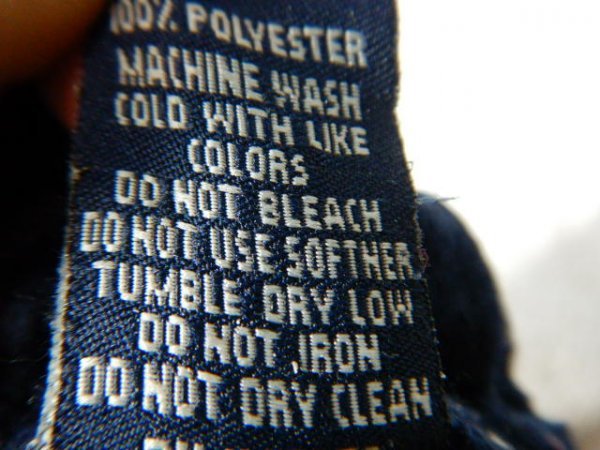 100% POLYESTER
MACHINE WASH
COLD WITH LIKE
COLORS
DO NOT BLEACH
DO NOT USE SOFTNER
TUMBLE DRY LOW
DO NOT IRON
DO NOT DRY CLEAN